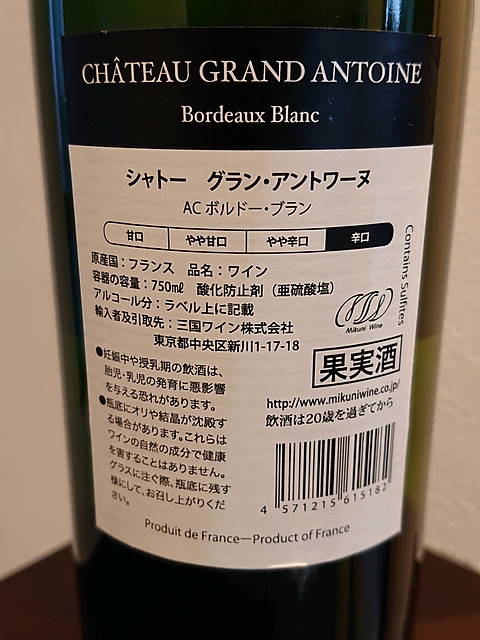 CHÂTEAU GRAND ANTOINE
Bordeaux Blanc
シャトー グラン・アントワーヌ
AC ボルドー・ブラン
甘口 やや甘口 やや辛口 辛口
原産国：フランス 品名：ワイン
容器の容量：750㎖ 酸化防止剤（亜硫酸塩）
アルコール分：ラベル上に記載
輸入者及引取先：三国ワイン株式会社
東京都中央区新川1-17-18
Contains Sulfites
Mikuni Wine
果実酒
http://www.mikuniwine.co.jp/
飲酒は20歳を過ぎてから
●妊娠中や授乳期の飲酒は、
胎児・乳児の発育に悪影響
を与える恐れがあります。
●瓶底にオリや結晶が沈殿す
る場合があります。これらは
ワインの自然の成分で健康
を害することはありません。
グラスに注ぐ際、瓶底に残す
様にして、お召し上がりくだ
さい。
4 571215 615182
Produit de France—Product of France